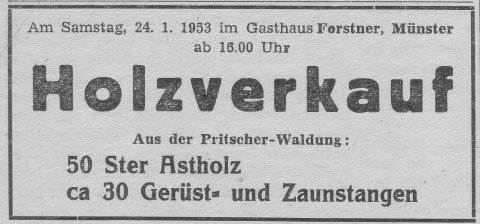 Am Samstag, 24. 1. 1953 im Gasthaus Forstner, Münster
ab 16.00 Uhr
Holzverkauf
Aus der Pritscher-Waldung:
50 Ster Astholz
ca 30 Gerüst- und Zaunstangen